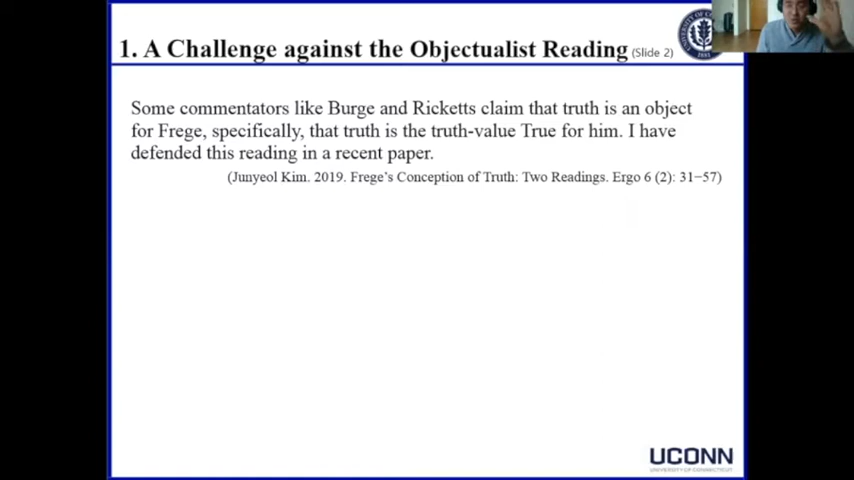 1. A Challenge against the Objectualist Reading (Slide 2)
Some commentators like Burge and Ricketts claim that truth is an object
for Frege, specifically, that truth is the truth-value True for him. I have
defended this reading in a recent paper.
(Junyeol Kim. 2019. Frege's Conception of Truth: Two Readings. Ergo 6 (2): 31−57)
UCONN
UNIVERSITY OF CONNECTICUT